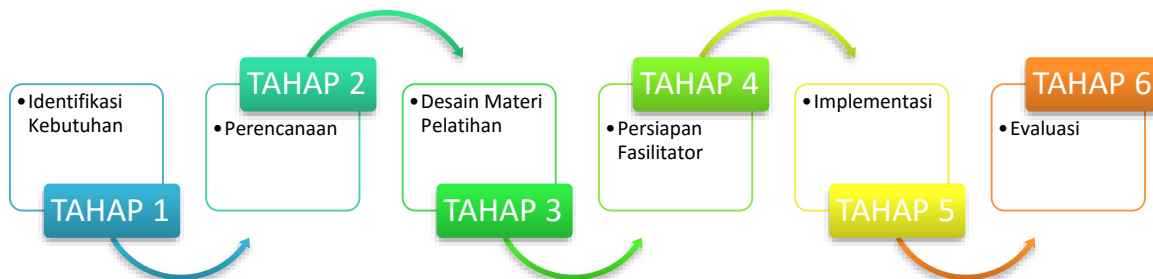 • Identifikasi
Kebutuhan
TAHAP 1
TAHAP 2
• Perencanaan
• Desain Materi
Pelatihan
TAHAP 3
TAHAP 4
• Persiapan
Fasilitator
• Implementasi
TAHAP 5
TAHAP 6
• Evaluasi